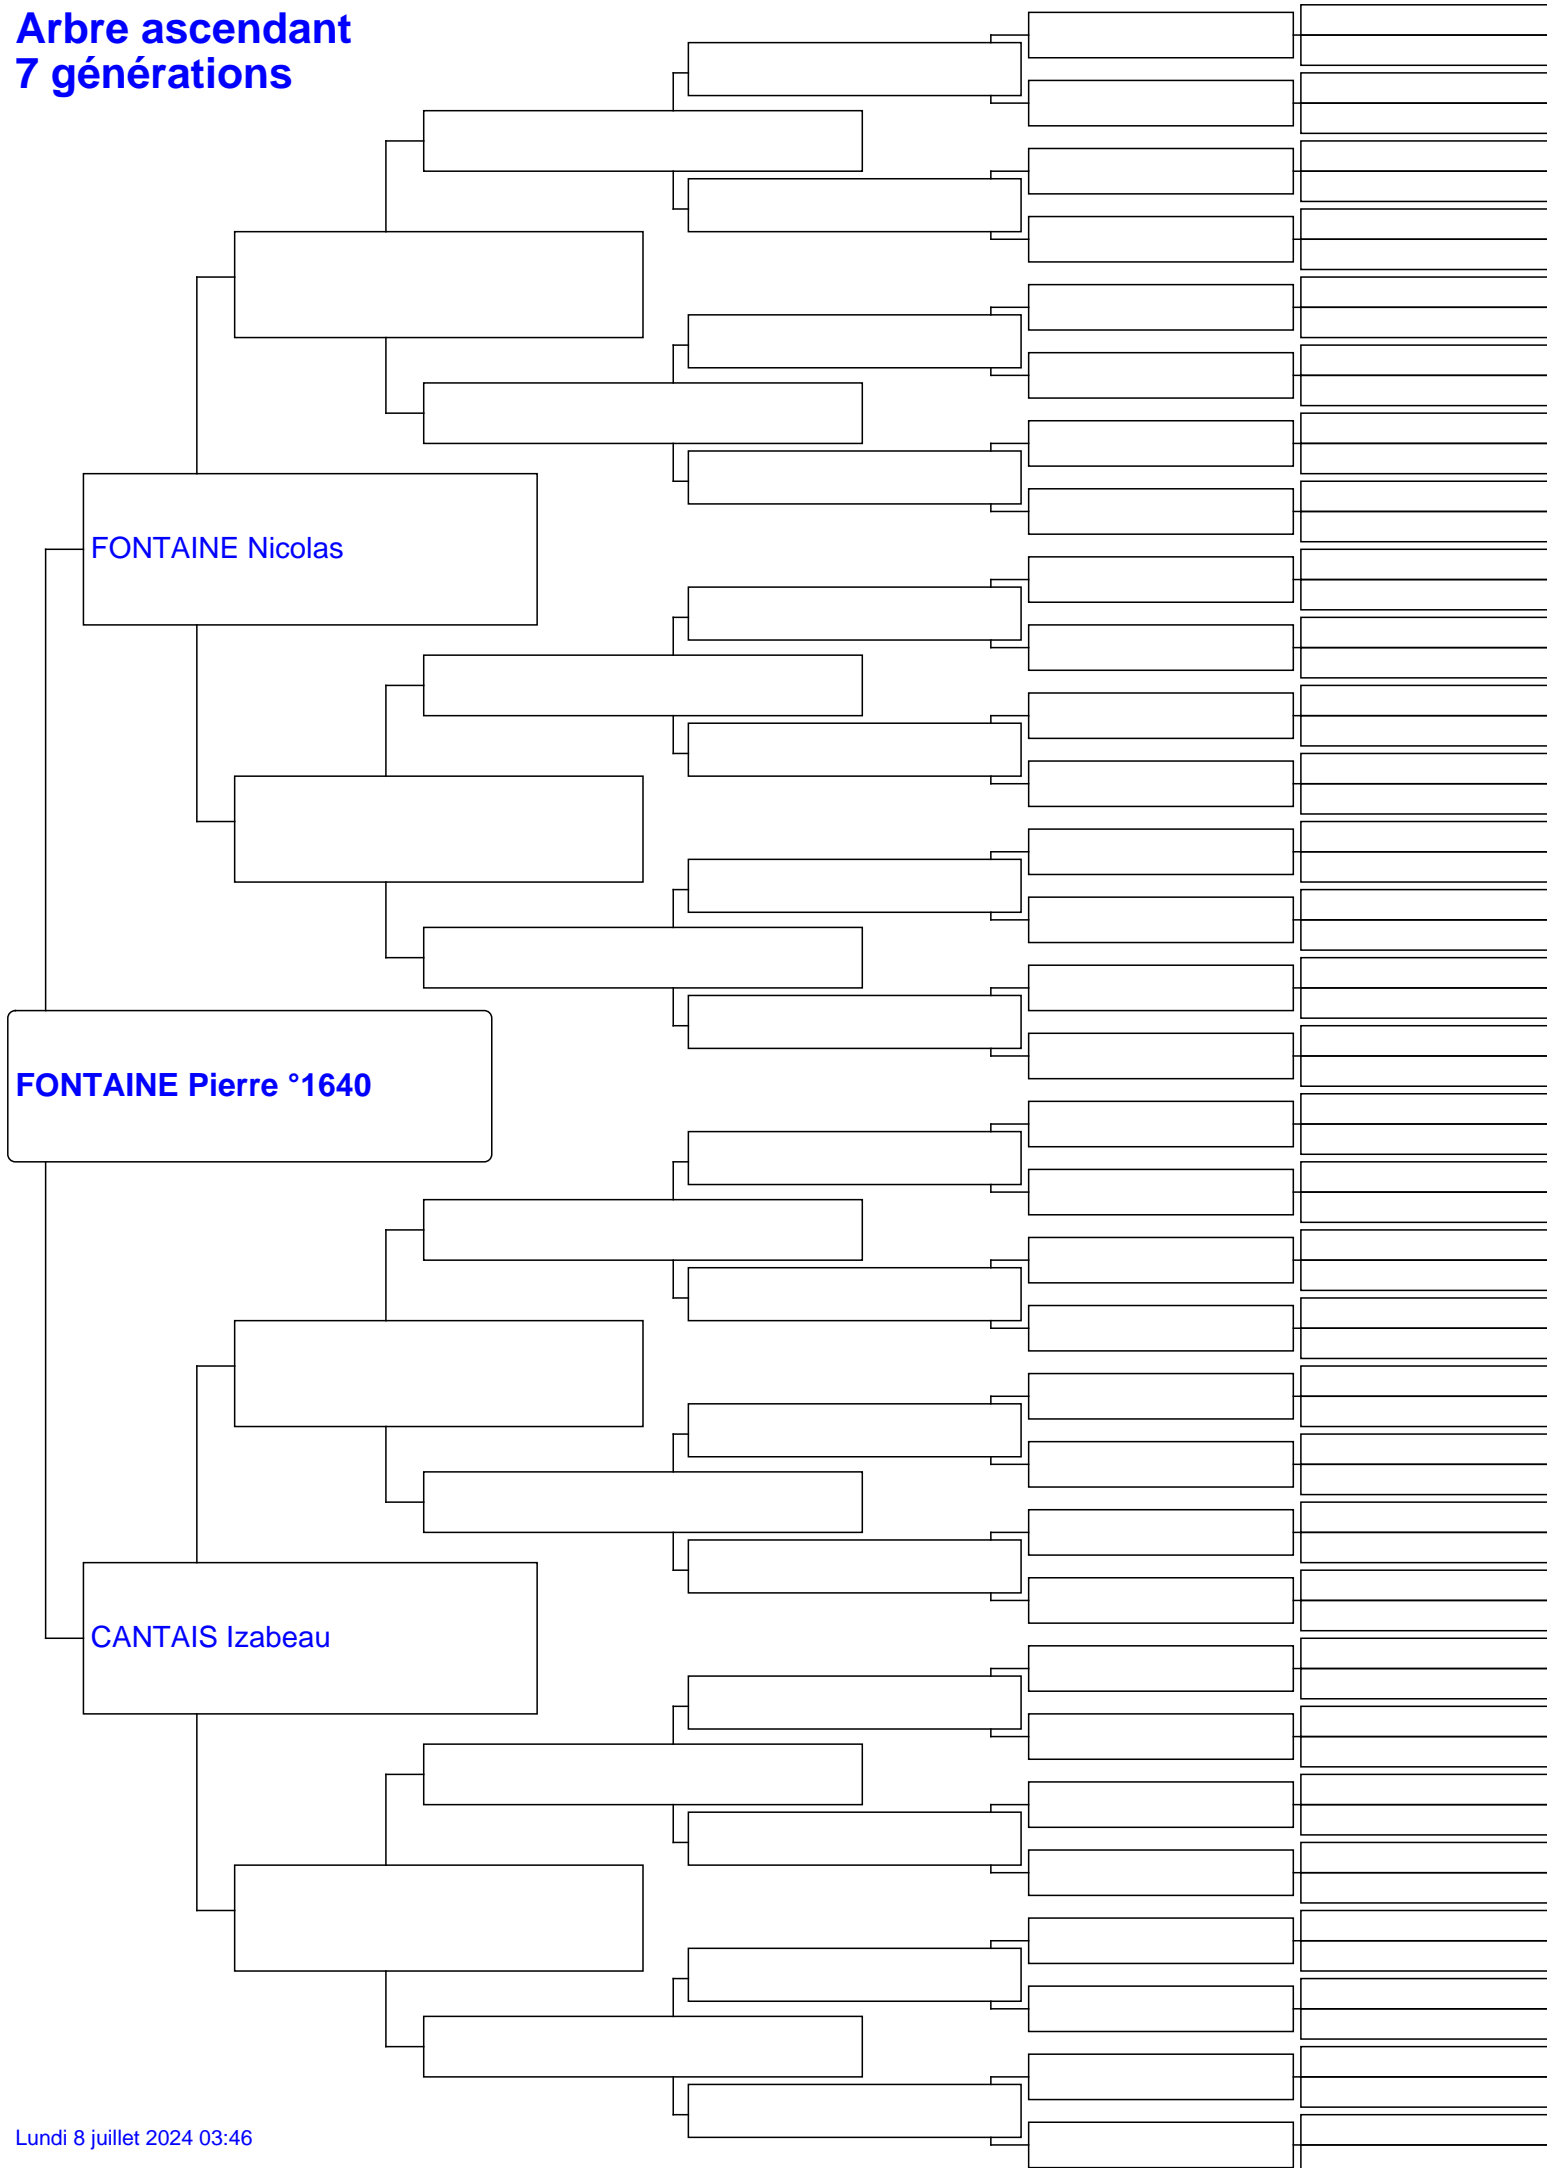 Arbre ascendant
7 générations
FONTAINE Nicolas
FONTAINE Pierre °1640
CANTAIS Izabeau
Lundi 8 juillet 2024 03:46